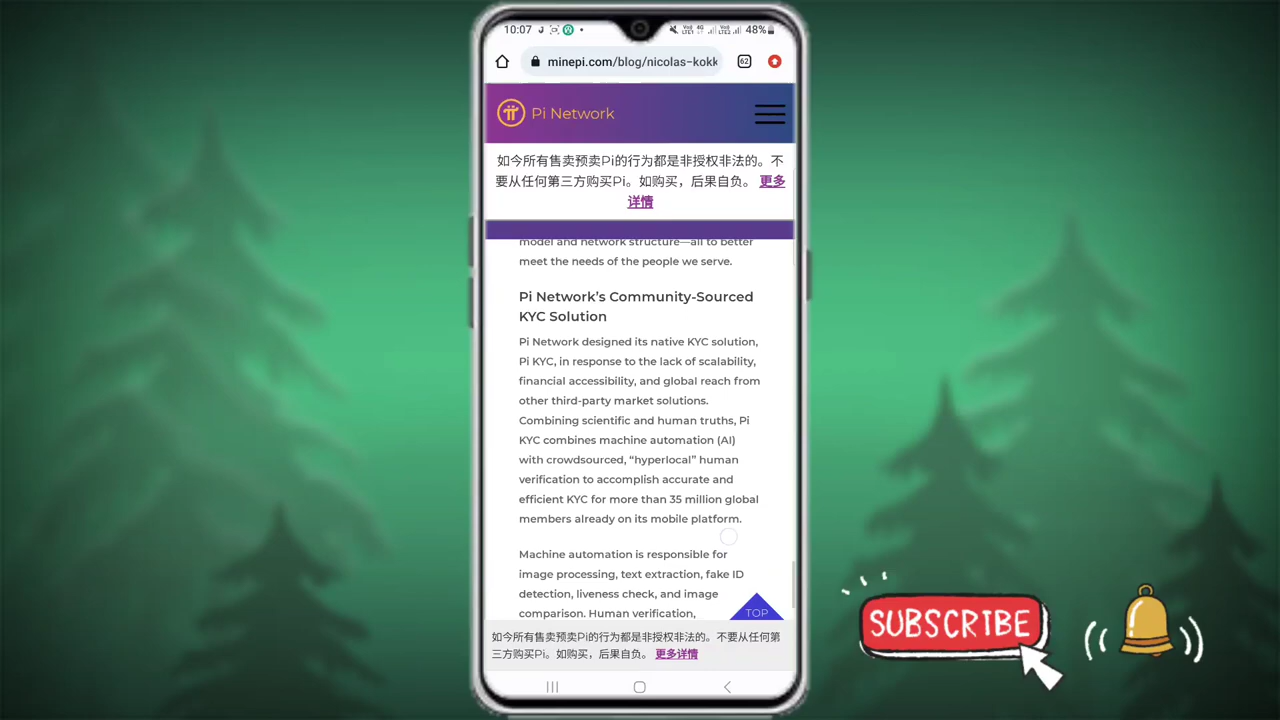 10:07
48%
minepi.com/blog/nicolas-kokk
62
Pi Network
如今所有售卖预卖Pi的行为都是非授权非法的。不
要从任何第三方购买Pi。如购买，后果自负。 更多
详情
model and network structure—all to better
meet the needs of the people we serve.
Pi Network’s Community-Sourced
KYC Solution
Pi Network designed its native KYC solution,
Pi KYC, in response to the lack of scalability,
financial accessibility, and global reach from
other third-party market solutions.
Combining scientific and human truths, Pi
KYC combines machine automation (AI)
with crowdsourced, “hyperlocal” human
verification to accomplish accurate and
efficient KYC for more than 35 million global
members already on its mobile platform.
Machine automation is responsible for
image processing, text extraction, fake ID
detection, liveness check, and image
comparison. Human verification,
TOP
如今所有售卖预卖Pi的行为都是非授权非法的。不要从任何第
三方购买Pi。如购买，后果自负。 更多详情
SUBSCRIBE